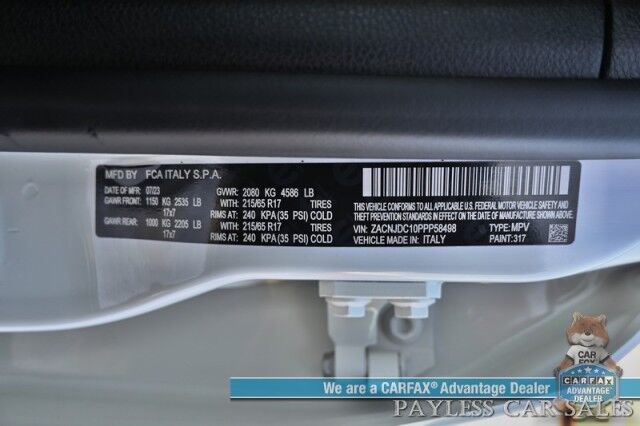 MFD BY FCA ITALY S.P.A.
DATE OF MFR: 07/23 GVWR: 2080 KG 4586 LB
GAWR FRONT: 1150 KG 2535 LB WITH: 215/65 R17
17x7 RIMS AT: 240 KPA(35 PSI) COLD
GAWR REAR: 1000 KG 2205 LB WITH: 215/65 R17
17x7 RIMS AT: 240 KPA(35 PSI) COLD
THIS VEHICLE CONFORMS TO ALL APPLICABLE U.S. FEDERAL MOTOR VEHICLE
SAFETY, BUMPER, AND THEFT PREVENTION STANDARDS
IN EFFECT ON THE DATE OF MANUFACTURE SHOWN ABOVE.
VIN: ZACNJDC10PPP58498 TYPE: MPV
VEHICLE MADE IN: ITALY PAINT: 317
CAR
FOX
We are a CARFAX® Advantage Dealer
CARFAX
ADVANTAGE
DEALER
PAYLESS CAR SALES